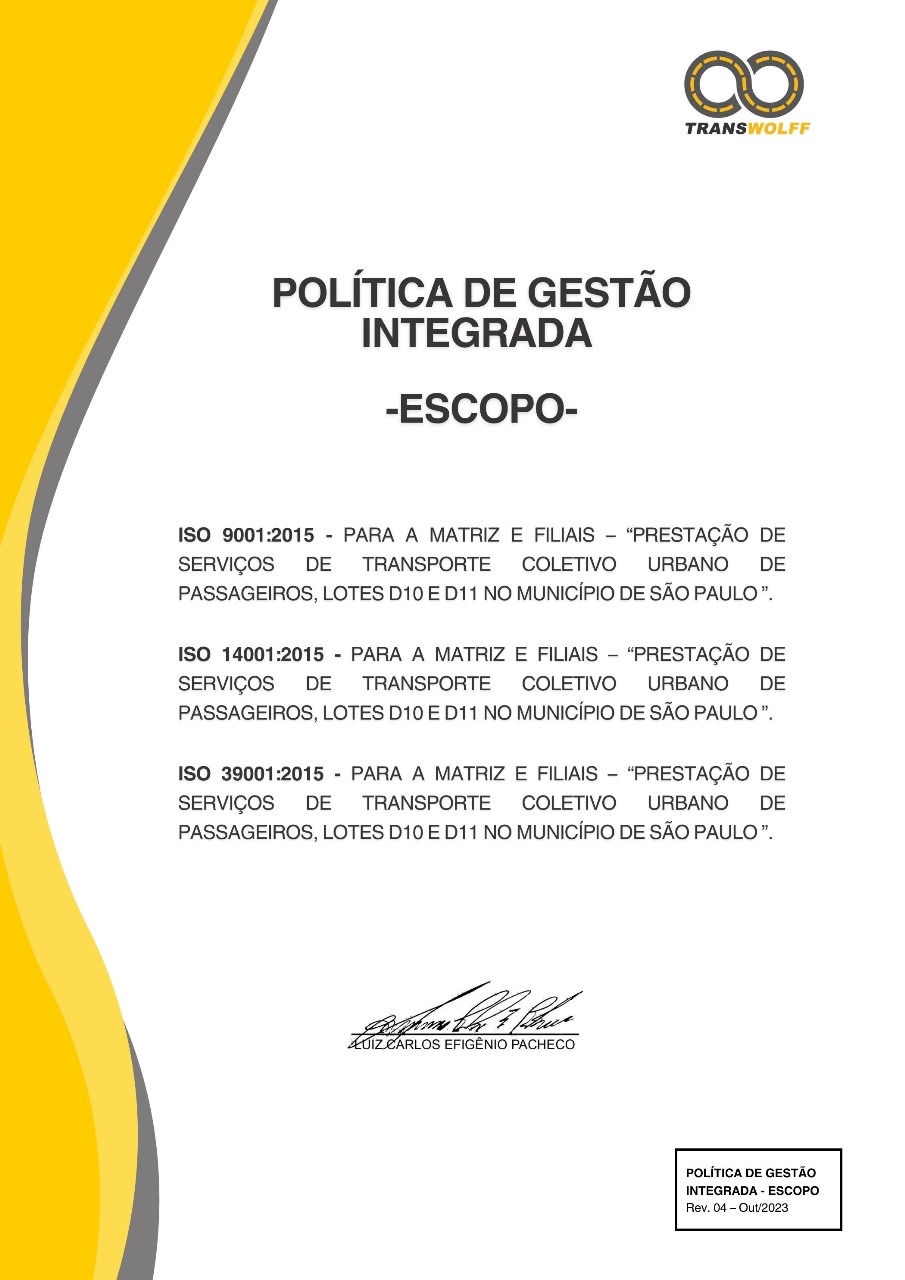 TRANSWOLFF
POLÍTICA DE GESTÃO
INTEGRADA
-ESCOPO-
ISO 9001:2015 - PARA A MATRIZ E FILIAIS – “PRESTAÇÃO DE
SERVIÇOS DE TRANSPORTE COLETIVO URBANO DE
PASSAGEIROS, LOTES D10 E D11 NO MUNICÍPIO DE SÃO PAULO ”.
ISO 14001:2015 - PARA A MATRIZ E FILIAIS – “PRESTAÇÃO DE
SERVIÇOS DE TRANSPORTE COLETIVO URBANO DE
PASSAGEIROS, LOTES D10 E D11 NO MUNICÍPIO DE SÃO PAULO ”.
ISO 39001:2015 - PARA A MATRIZ E FILIAIS – “PRESTAÇÃO DE
SERVIÇOS DE TRANSPORTE COLETIVO URBANO DE
PASSAGEIROS, LOTES D10 E D11 NO MUNICÍPIO DE SÃO PAULO ”.
LUIZ CARLOS EFIGÊNIO PACHECO
POLÍTICA DE GESTÃO
INTEGRADA - ESCOPO
Rev. 04 – Out/2023